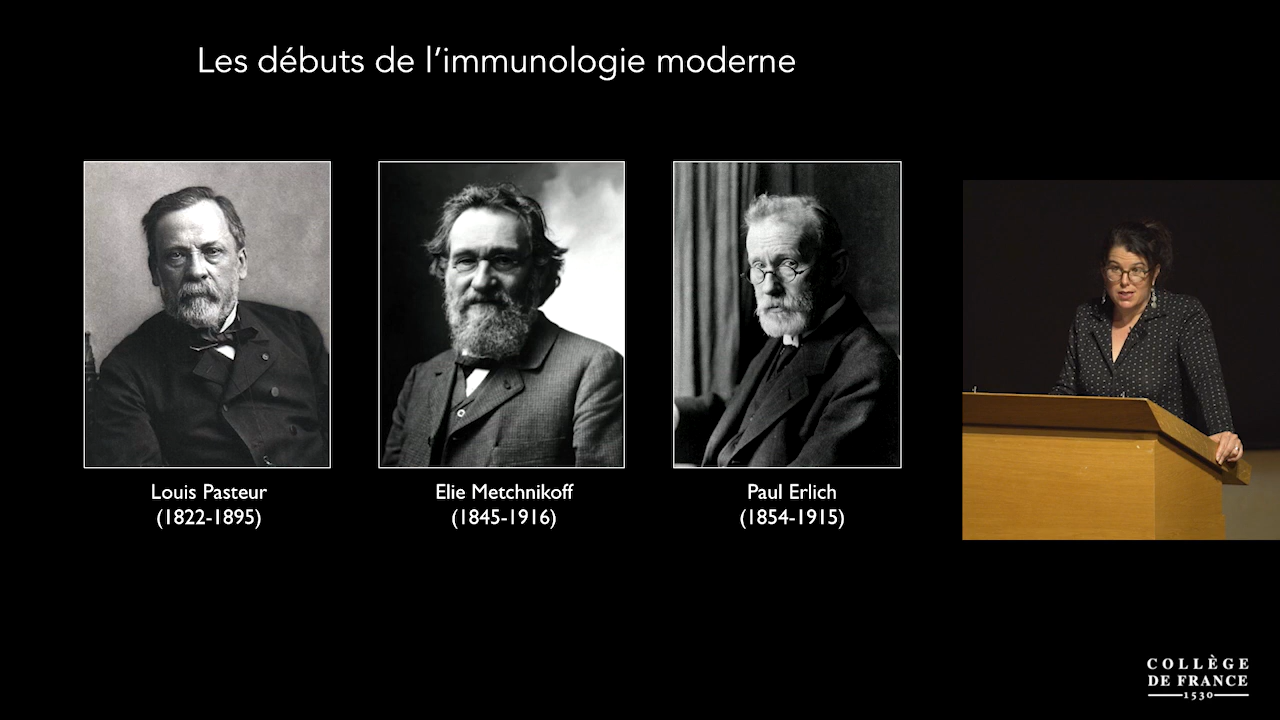 Les débuts de l’immunologie moderne
Louis Pasteur
(1822-1895)
Elie Metchnikoff
(1845-1916)
Paul Erlich
(1854-1915)
COLLÈGE
DE FRANCE
1530